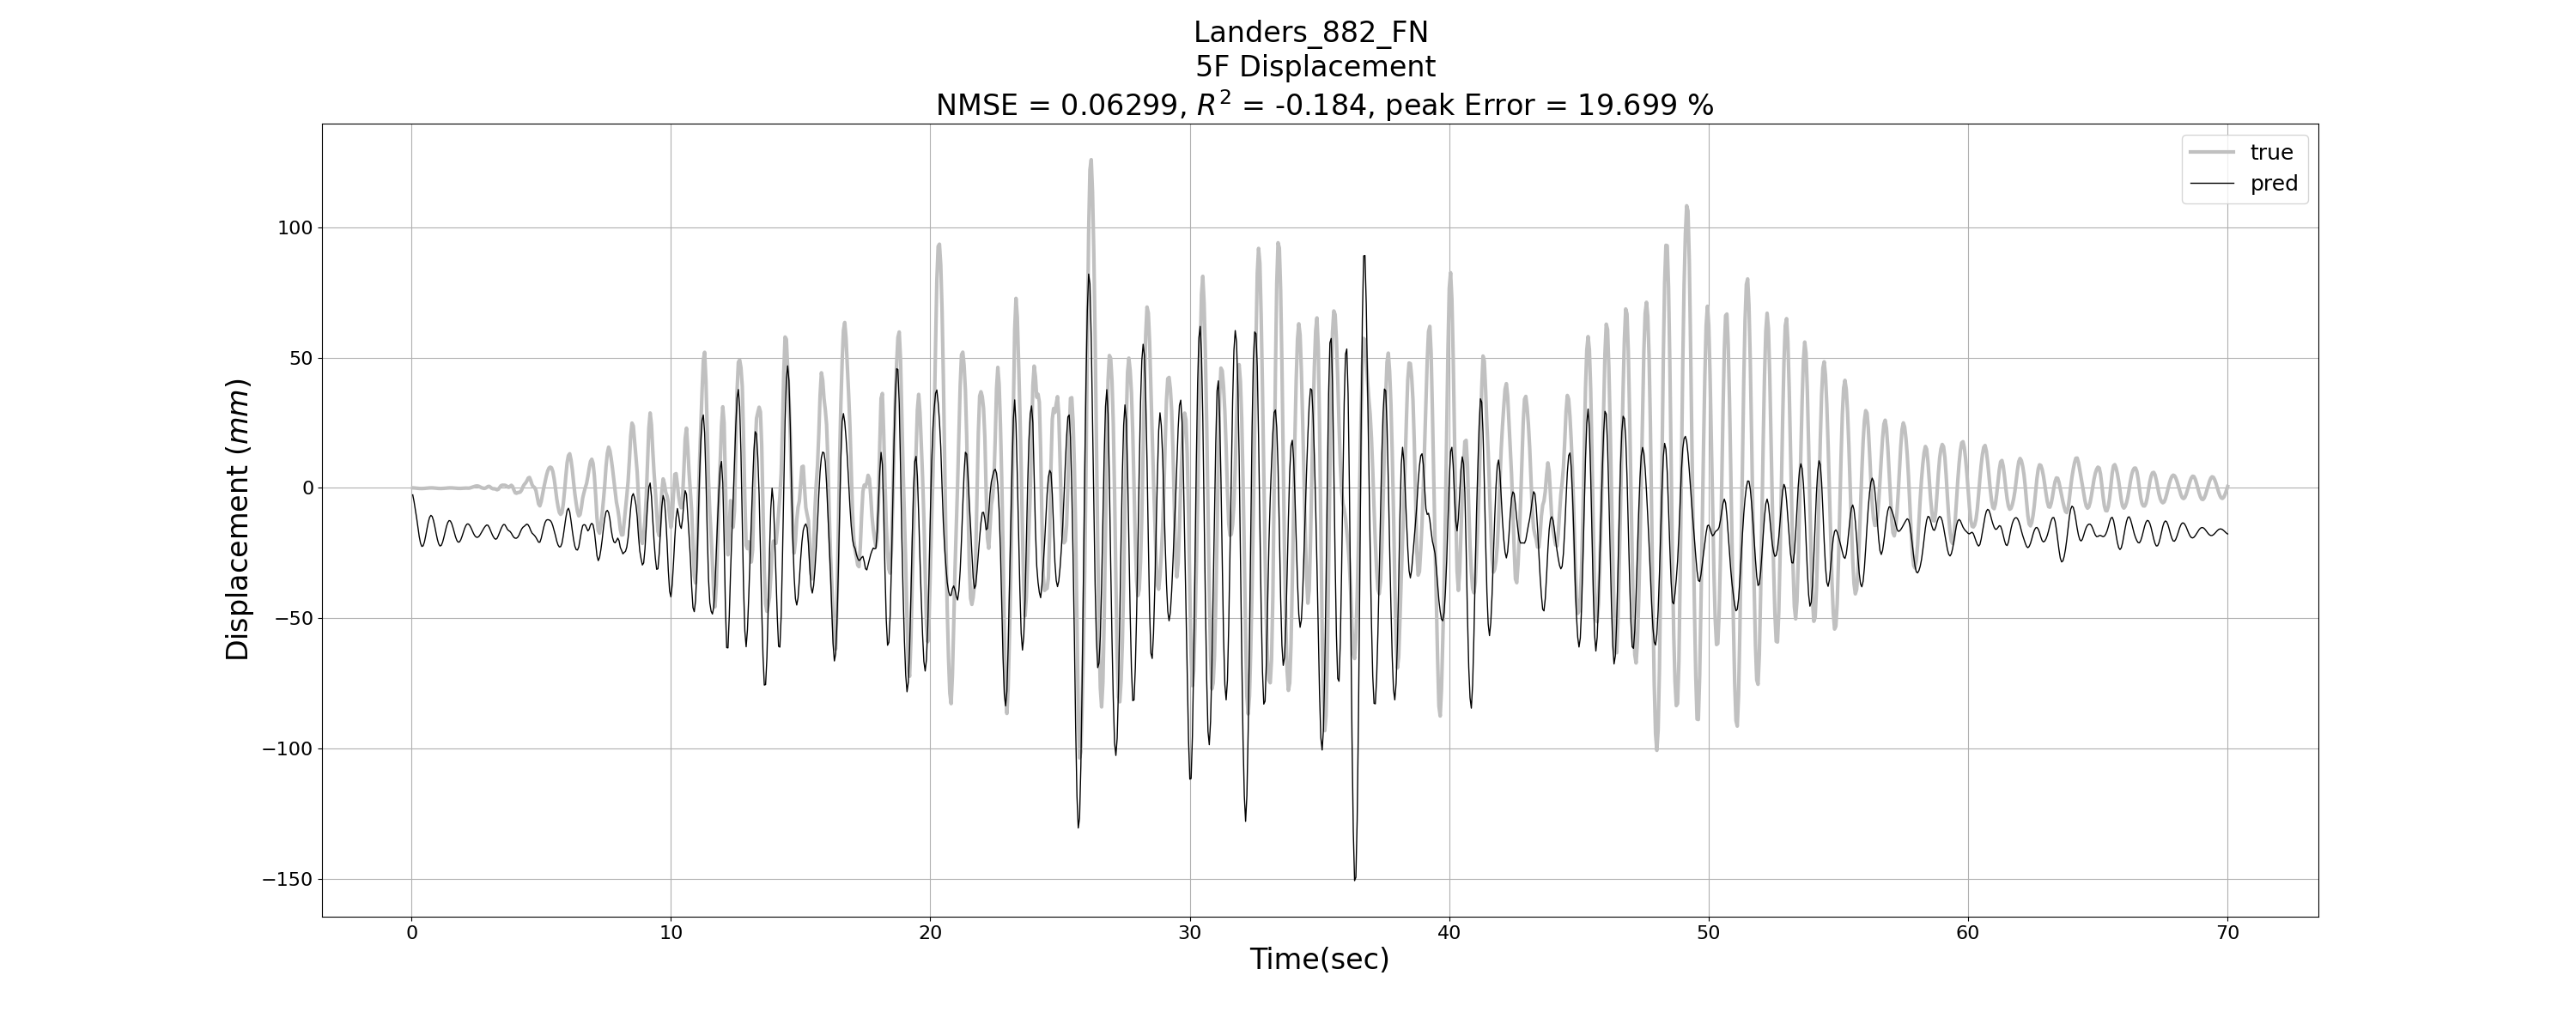 Landers_882_FN
5F Displacement
NMSE = 0.06299, R² = -0.184, peak Error = 19.699 %
true
pred
100
50
0
−50
−100
−150
Displacement (mm)
0 10 20 30 40 50 60 70
Time(sec)